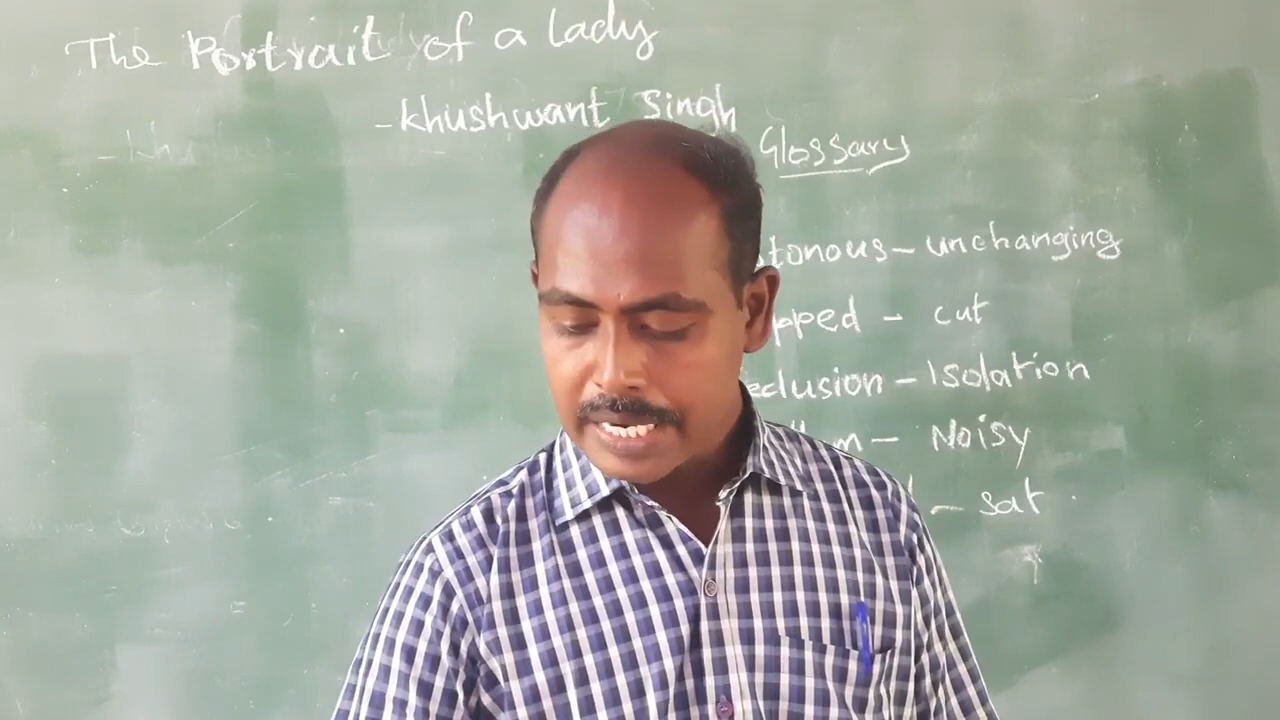 The Portrait of a Lady
- Khushwant Singh
Glossary
tonous - unchanging
pped - cut
eclusion - Isolation
m - Noisy
- sat